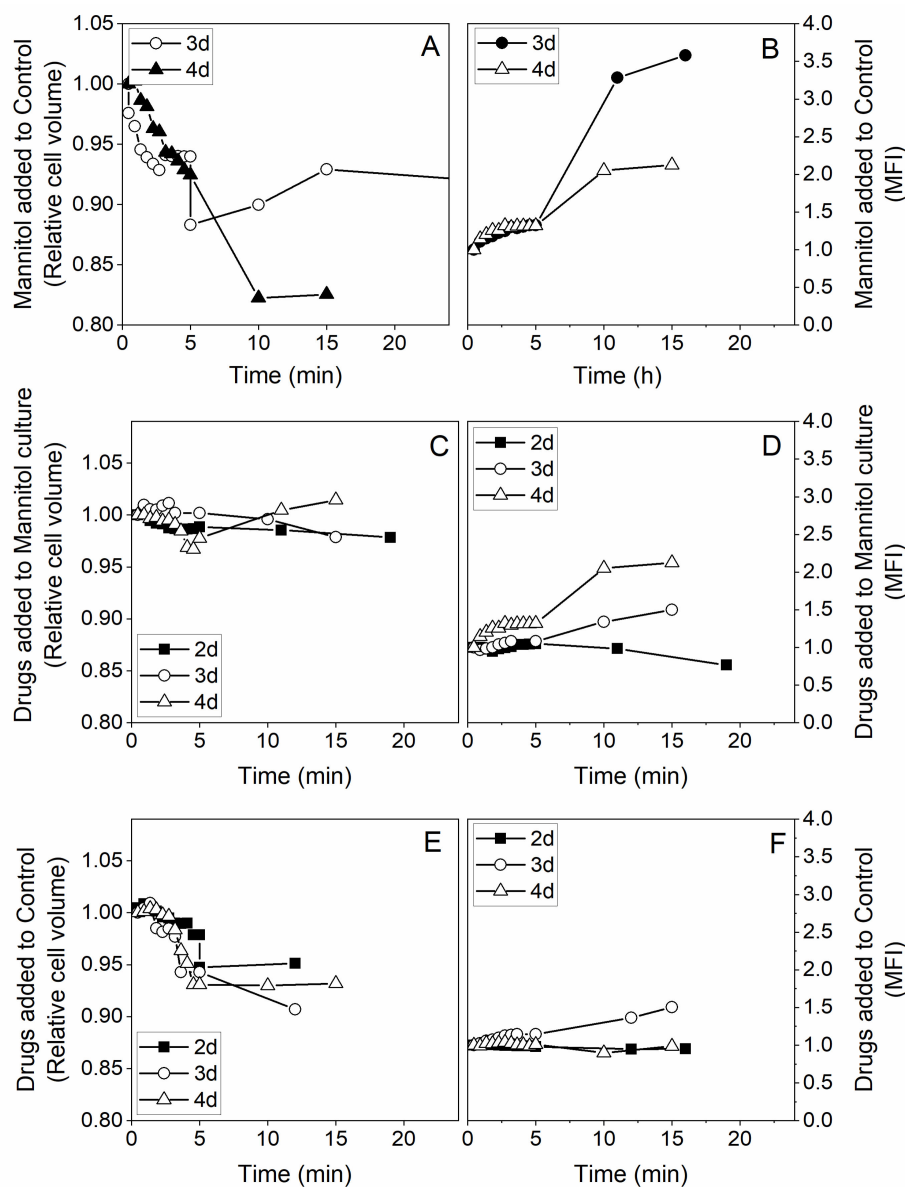 Mannitol added to Control
(Relative cell volume)
1.05
1.00
0.95
0.90
0.85
0.80
3d
4d
A
0 5 10 15 20
Time (min)
3d
4d
B
0 5 10 15 20
Time (h)
4.0
3.5
3.0
2.5
2.0
1.5
1.0
0.5
0.0
Mannitol added to Control
(MFI)
Drugs added to Mannitol culture
(Relative cell volume)
1.05
1.00
0.95
0.90
0.85
0.80
C
2d
3d
4d
0 5 10 15 20
Time (min)
2d
3d
4d
D
0 5 10 15 20
Time (min)
4.0
3.5
3.0
2.5
2.0
1.5
1.0
0.5
0.0
Drugs added to Mannitol culture
(MFI)
Drugs added to Control
(Relative cell volume)
1.05
1.00
0.95
0.90
0.85
0.80
E
2d
3d
4d
0 5 10 15 20
Time (min)
2d
3d
4d
F
0 5 10 15 20
Time (min)
4.0
3.5
3.0
2.5
2.0
1.5
1.0
0.5
0.0
Drugs added to Control
(MFI)